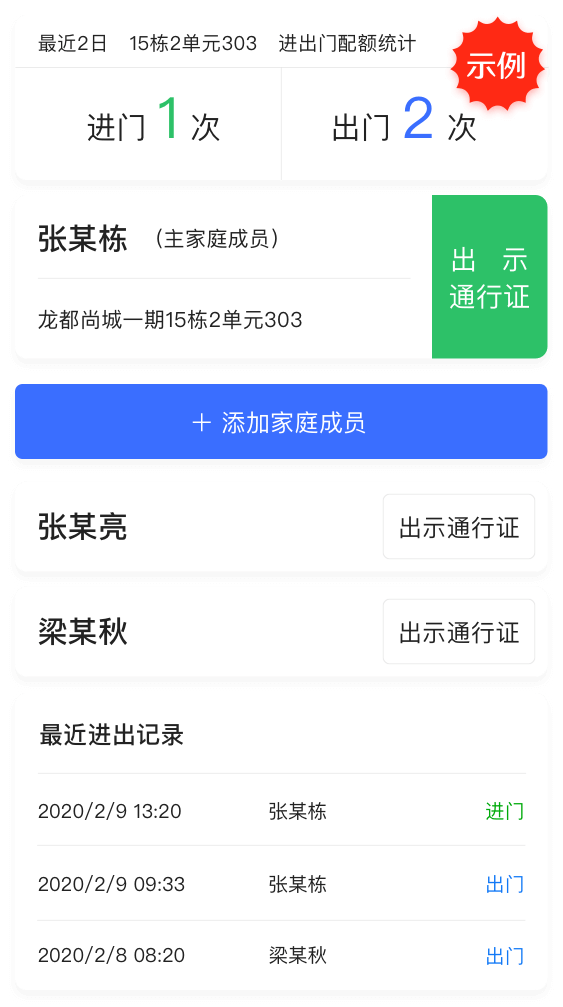 最近2日 15栋2单元303 进出门配额统计
示例
进门 1 次 出门 2 次
张某栋 (主家庭成员)
龙都尚城一期15栋2单元303
出 示
通行证
＋ 添加家庭成员
张某亮 出示通行证
梁某秋 出示通行证
最近进出记录
2020/2/9 13:20 张某栋 进门
2020/2/9 09:33 张某栋 出门
2020/2/8 08:20 梁某秋 出门